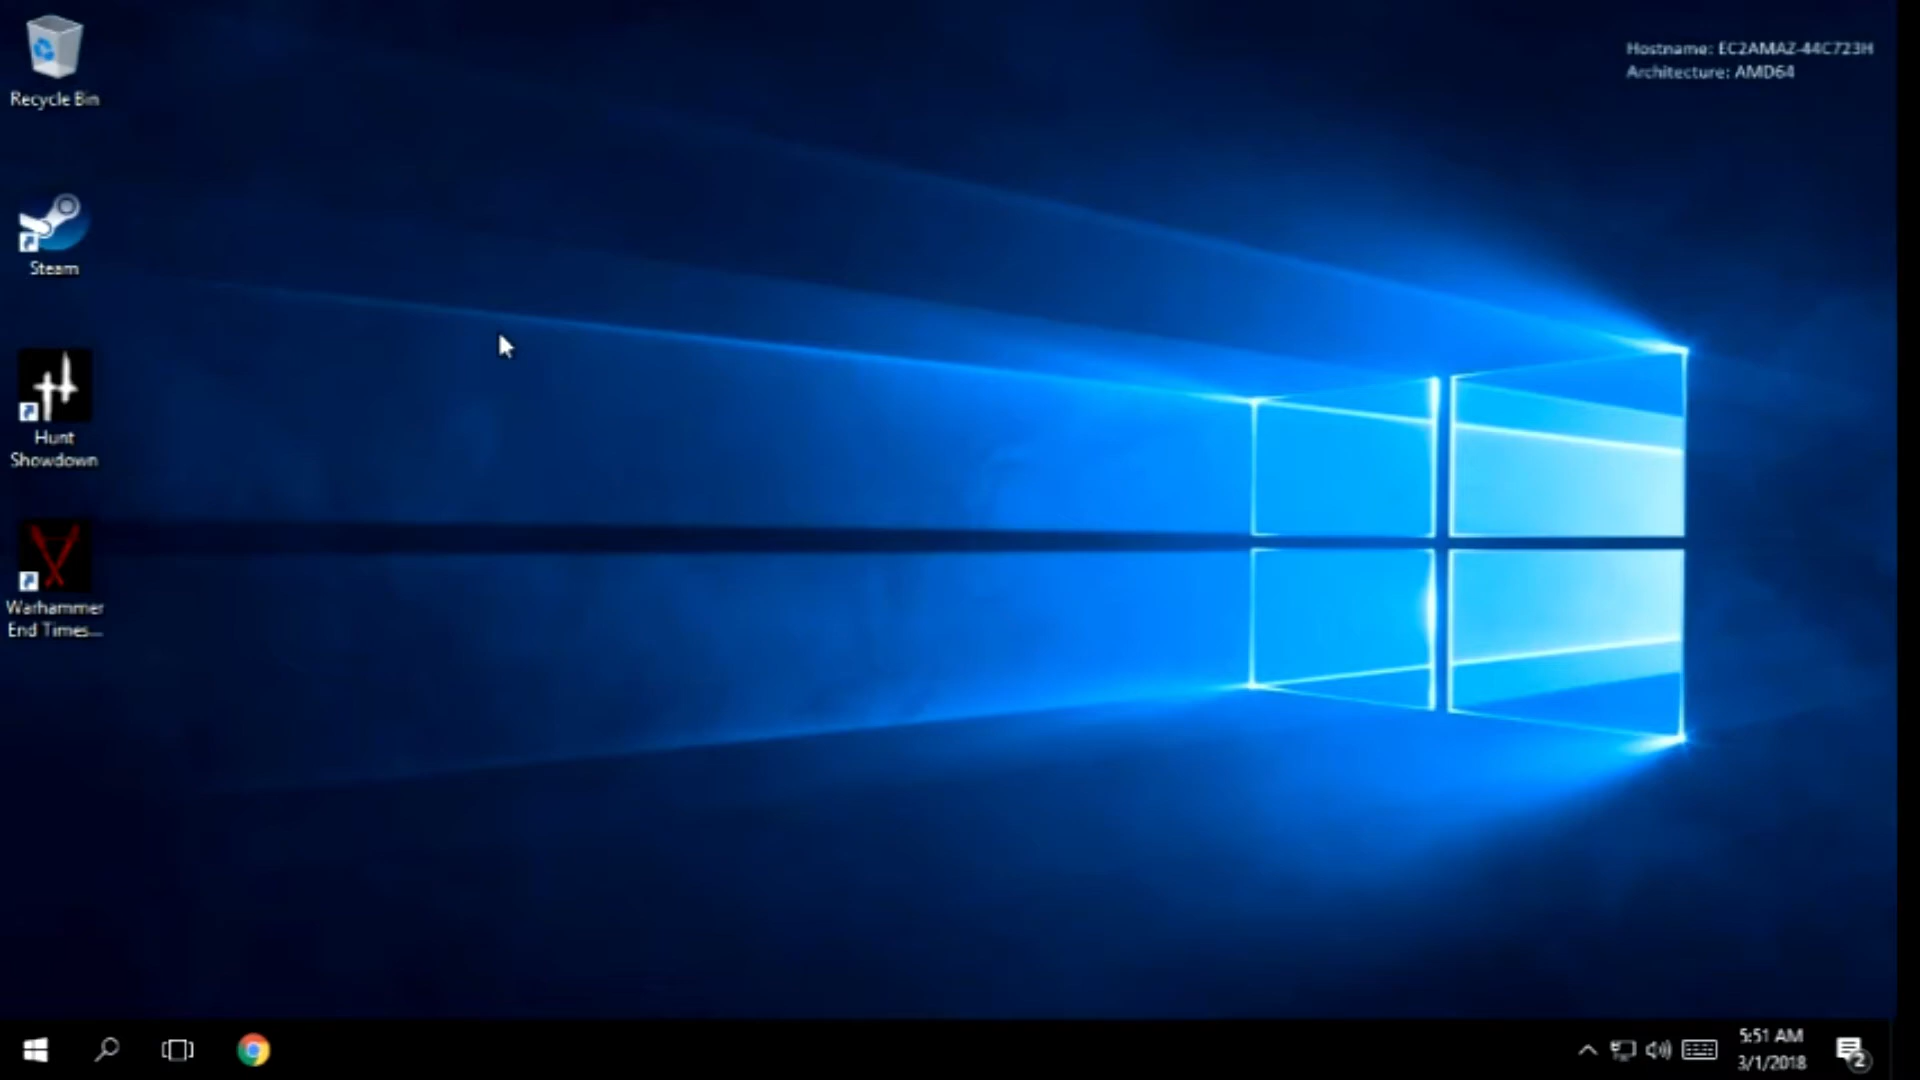 Hostname: EC2AMAZ-44C723H
Architecture: AMD64
Recycle Bin
Steam
Hunt
Showdown
Warhammer
End Times...
5:51 AM
3/1/2018
2